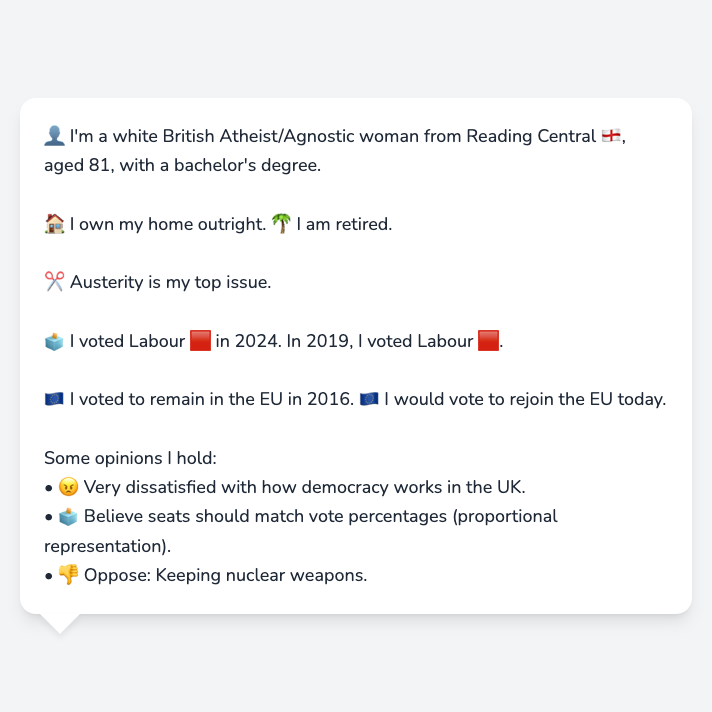 👤 I'm a white British Atheist/Agnostic woman from Reading Central 🏴󠁧󠁢󠁥󠁮󠁧󠁿,
aged 81, with a bachelor's degree.
🏠 I own my home outright. 🌴 I am retired.
✂️ Austerity is my top issue.
🗳️ I voted Labour 🟥 in 2024. In 2019, I voted Labour 🟥.
🇪🇺 I voted to remain in the EU in 2016. 🇪🇺 I would vote to rejoin the EU today.
Some opinions I hold:
• 😠 Very dissatisfied with how democracy works in the UK.
• 🗳️ Believe seats should match vote percentages (proportional
representation).
• 👎 Oppose: Keeping nuclear weapons.